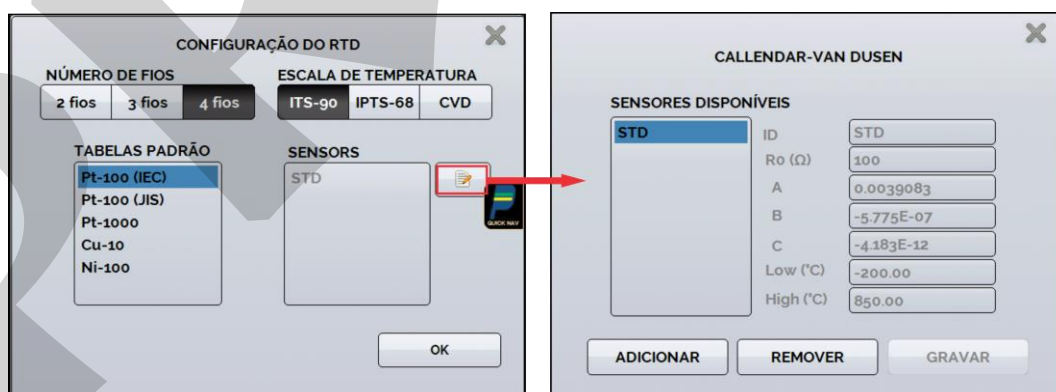 CONFIGURAÇÃO DO RTD
NÚMERO DE FIOS
ESCALA DE TEMPERATURA
2 fios 3 fios 4 fios
ITS-90 IPTS-68 CVD
TABELAS PADRÃO
SENSORS
Pt-100 (IEC)
Pt-100 (JIS)
Pt-1000
Cu-10
Ni-100
STD
QUICK NAV
OK
CALLENDAR-VAN DUSEN
SENSORES DISPONÍVEIS
STD
ID STD
Ro (Ω) 100
A 0.0039083
B -5.775E-07
C -4.183E-12
Low (°C) -200.00
High (°C) 850.00
ADICIONAR REMOVER GRAVAR